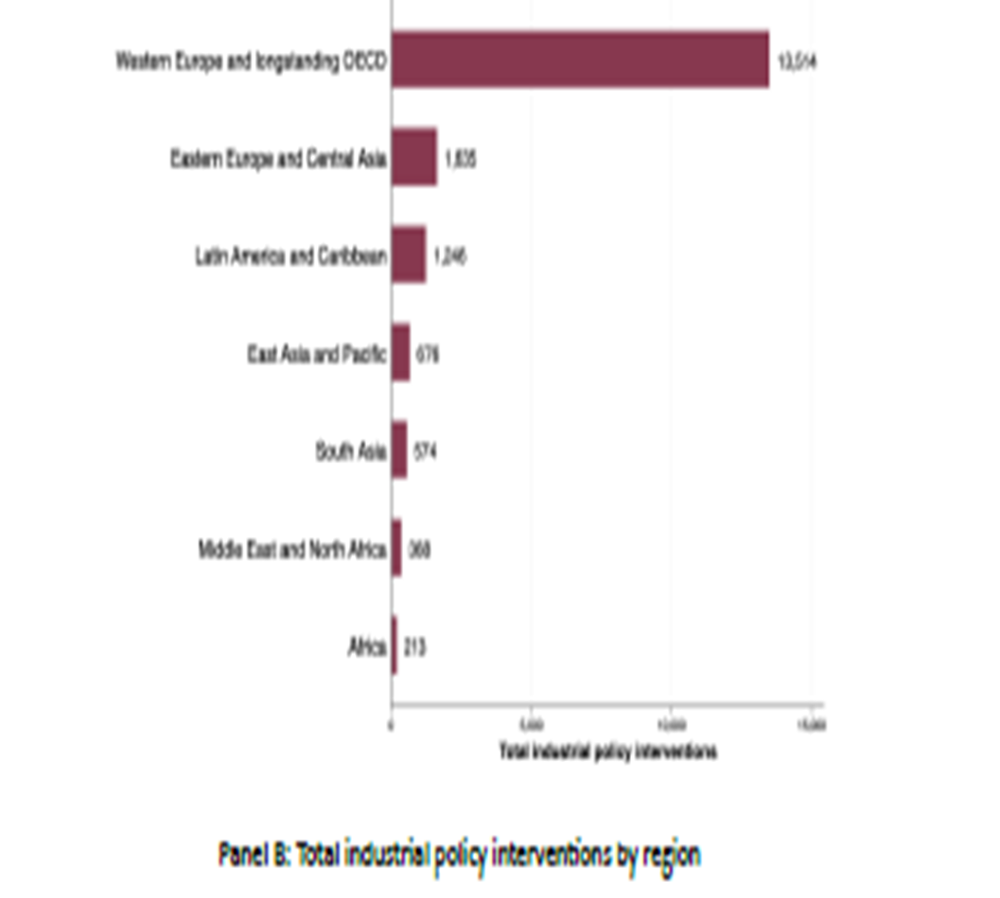 Western Europe and longstanding OECD 13,514
Eastern Europe and Central Asia
Latin America and Caribbean 1,246
East Asia and Pacific
South Asia 574
Middle East and North Africa
Africa 213
0 5,000 10,000 15,000
Total industrial policy interventions
Panel B: Total industrial policy interventions by region